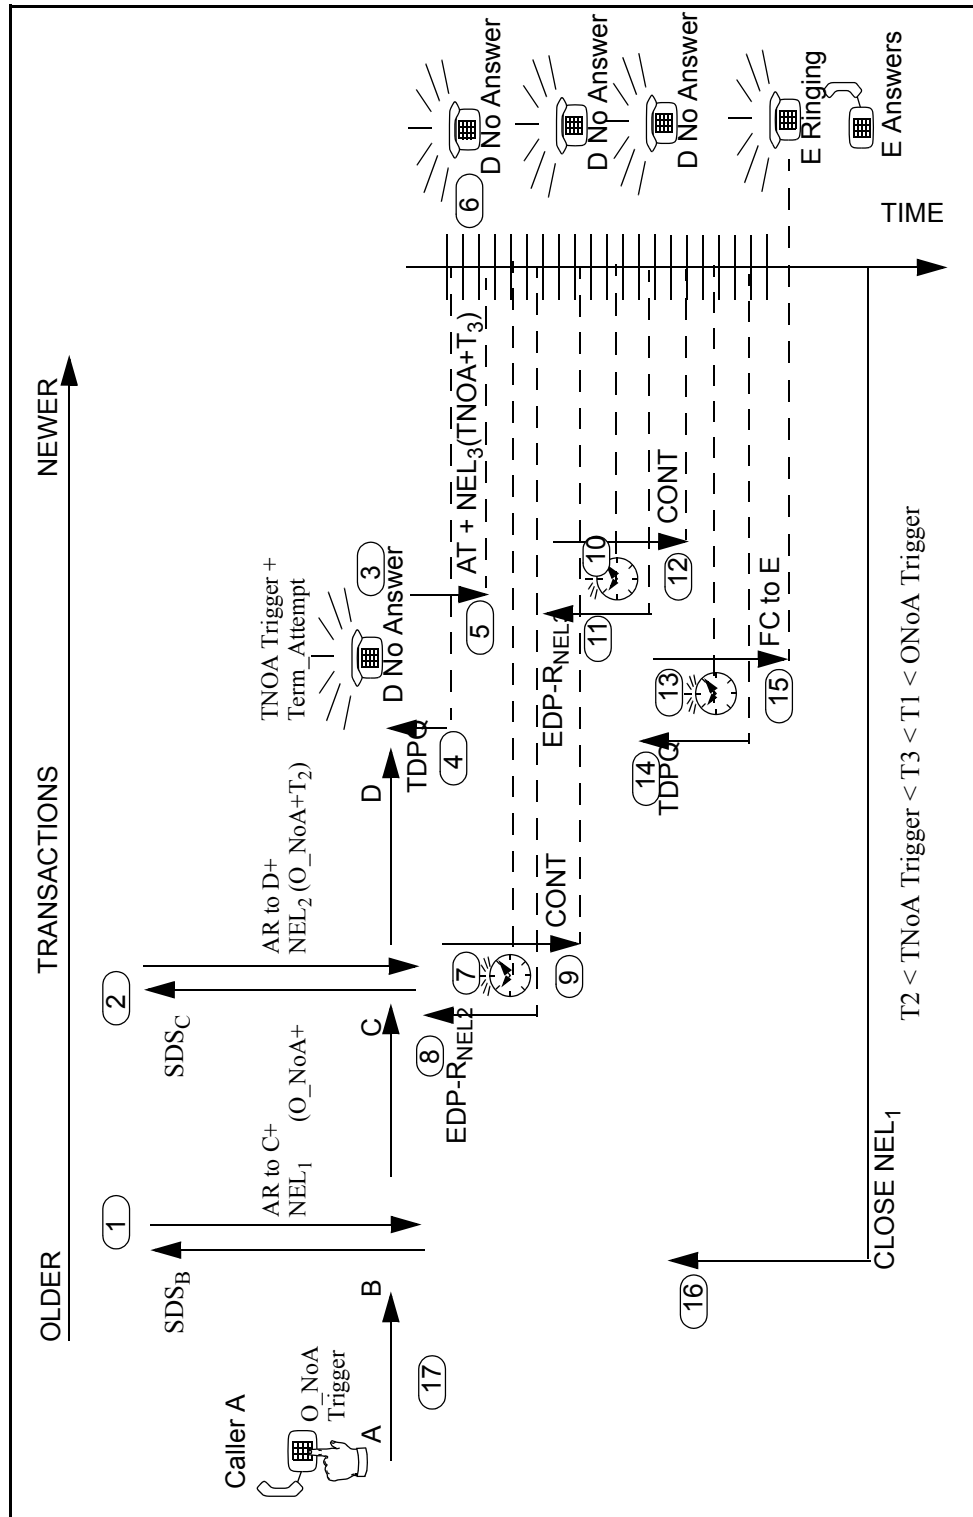 OLDER
TRANSACTIONS
NEWER
1
2
SDS_B
SDS_C
Caller A
O_NoA
Trigger
AR to C+
NEL_1 (O_NoA+
AR to D+
NEL_2 (O_NoA+T_2)
TNOA Trigger +
Term_Attempt
A
B
C
D
D No Answer
3
17
TDPQ
4
5
AT + NEL_3(TNOA+T_3)
6
D No Answer
8
7
EDP-R_NEL2
9
CONT
D No Answer
EDP-R_NEL3
11
10
12
CONT
D No Answer
16
14
TDPQ
13
15
FC to E
E Ringing
E Answers
CLOSE NEL_1
TIME
T2 < TNoA Trigger < T3 < T1 < ONoA Trigger